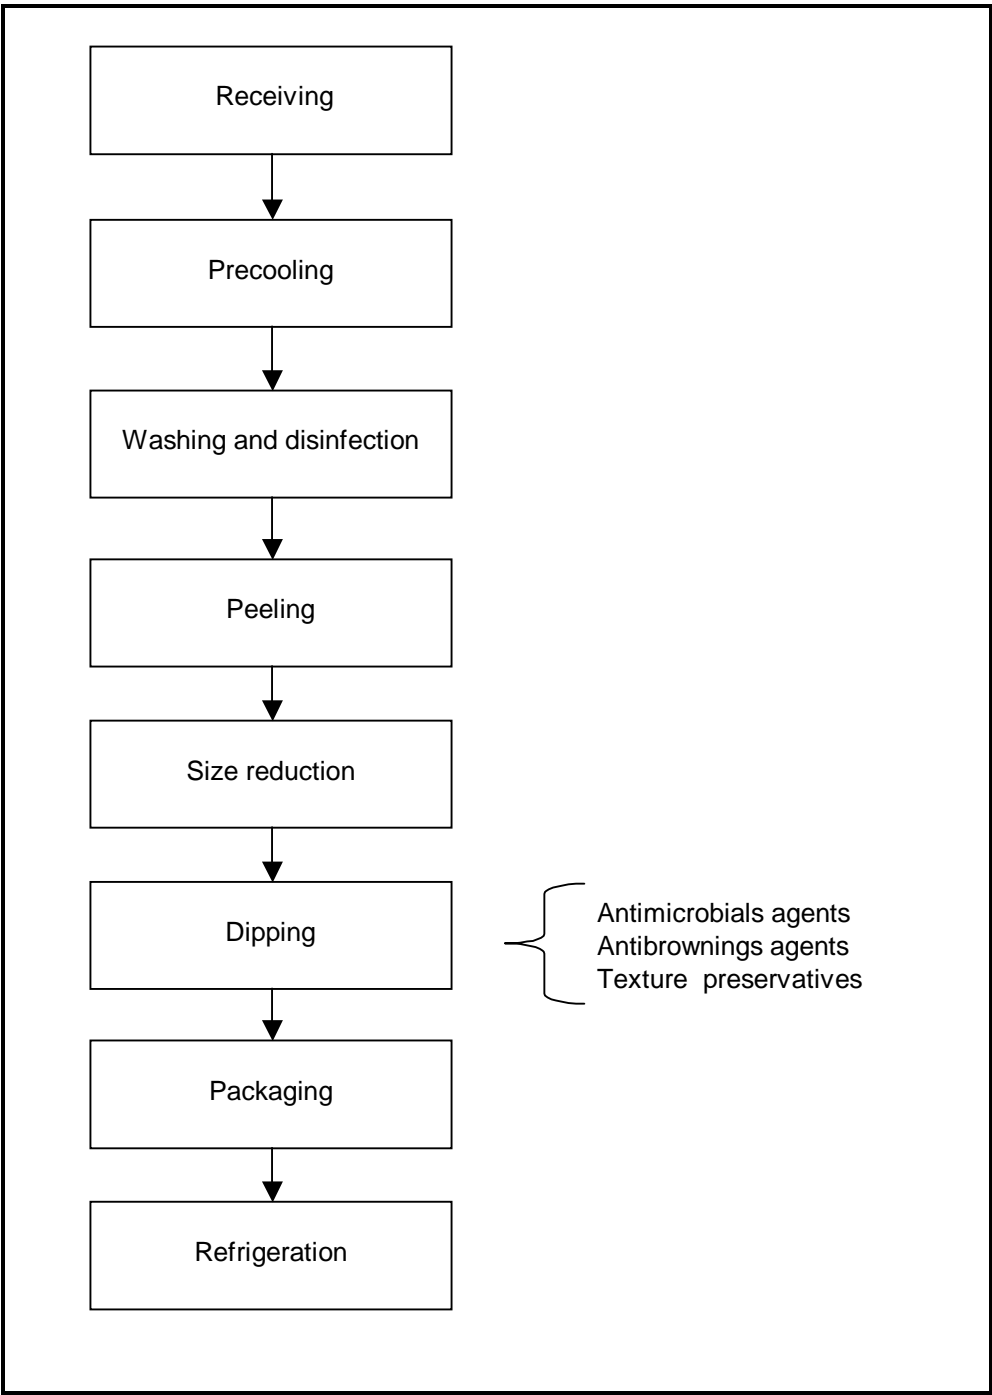 Receiving
Precooling
Washing and disinfection
Peeling
Size reduction
Dipping
Antimicrobials agents
Antibrownings agents
Texture  preservatives
Packaging
Refrigeration